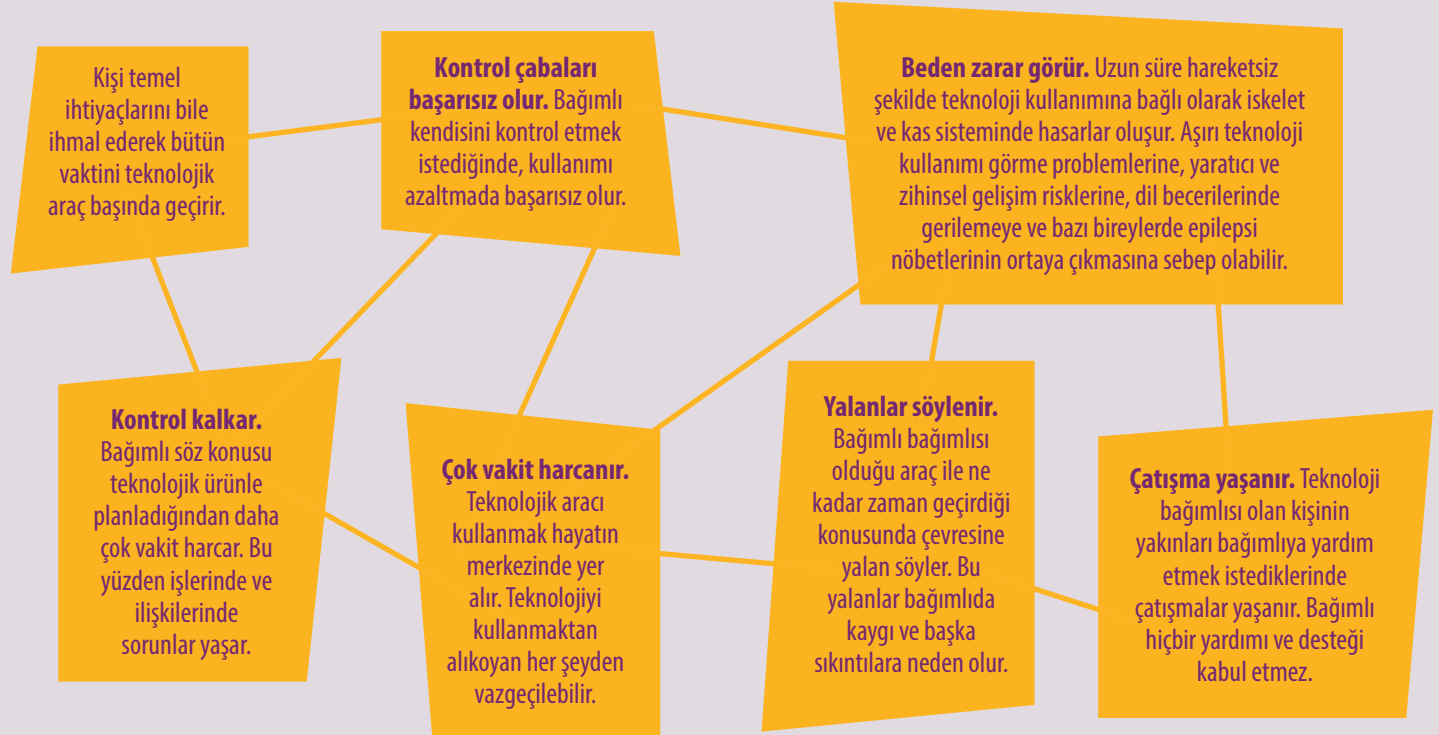 Kişi temel
ihtiyaçlarını bile
ihmal ederek bütün
vaktini teknolojik
araç başında geçirir.
Kontrol çabaları
başarısız olur. Bağımlı
kendisini kontrol etmek
istediğinde, kullanımı
azaltmada başarısız olur.
Beden zarar görür. Uzun süre hareketsiz
şekilde teknoloji kullanımına bağlı olarak iskelet
ve kas sisteminde hasarlar oluşur. Aşırı teknoloji
kullanımı görme problemlerine, yaratıcı ve
zihinsel gelişim risklerine, dil becerilerinde
gerilemeye ve bazı bireylerde epilepsi
nöbetlerinin ortaya çıkmasına sebep olabilir.
Kontrol kalkar.
Bağımlı söz konusu
teknolojik ürünle
planladığından daha
çok vakit harcar. Bu
yüzden işlerinde ve
ilişkilerinde
sorunlar yaşar.
Çok vakit harcanır.
Teknolojik aracı
kullanmak hayatın
merkezinde yer
alır. Teknolojiyi
kullanmaktan
alıkoyan her şeyden
vazgeçilebilir.
Yalanlar söylenir.
Bağımlı bağımlısı
olduğu araç ile ne
kadar zaman geçirdiği
konusunda çevresine
yalan söyler. Bu
yalanlar bağımlıda
kaygı ve başka
sıkıntılara neden olur.
Çatışma yaşanır. Teknoloji
bağımlısı olan kişinin
yakınları bağımlıya yardım
etmek istediklerinde
çatışmalar yaşanır. Bağımlı
hiçbir yardımı ve desteği
kabul etmez.